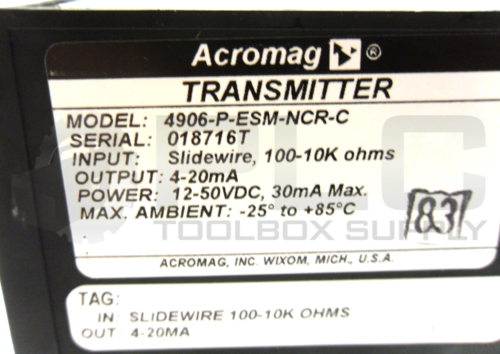 Acromag ®
TRANSMITTER
MODEL: 4906-P-ESM-NCR-C
SERIAL: 018716T
INPUT: Slidewire, 100-10K ohms
OUTPUT: 4-20mA
POWER: 12-50VDC, 30mA Max.
MAX. AMBIENT: -25° to +85°C
83
PLC
TOOLBOX SUPPLY
ACROMAG, INC. WIXOM, MICH., U.S.A.
TAG:
IN: SLIDEWIRE 100-10K OHMS
OUT: 4-20MA